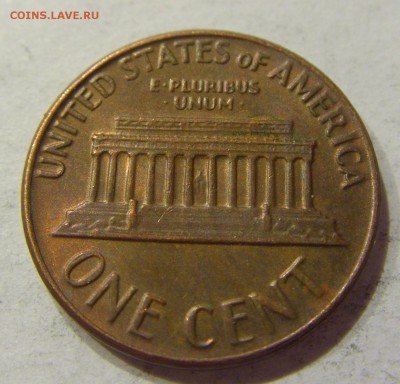 COINS.LAVE.RU
UNITED STATES OF AMERICA
E·PLURIBUS
·UNUM·
ONE CENT